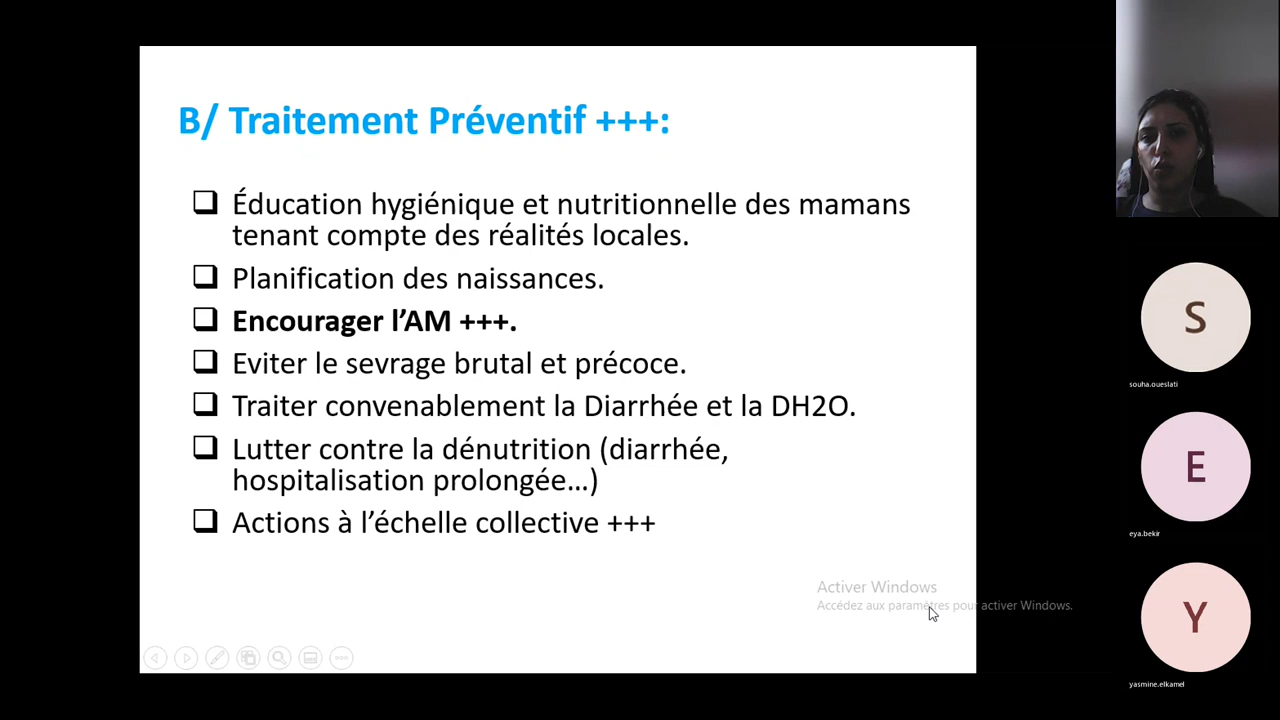 B/ Traitement Préventif +++:
Éducation hygiénique et nutritionnelle des mamans
tenant compte des réalités locales.
Planification des naissances.
Encourager l’AM +++.
Eviter le sevrage brutal et précoce.
Traiter convenablement la Diarrhée et la DH2O.
Lutter contre la dénutrition (diarrhée,
hospitalisation prolongée…)
Actions à l’échelle collective +++
Activer Windows
Accédez aux paramètres pour activer Windows.
S
souha.oueslati
E
eya.bekir
Y
yasmine.elkamel